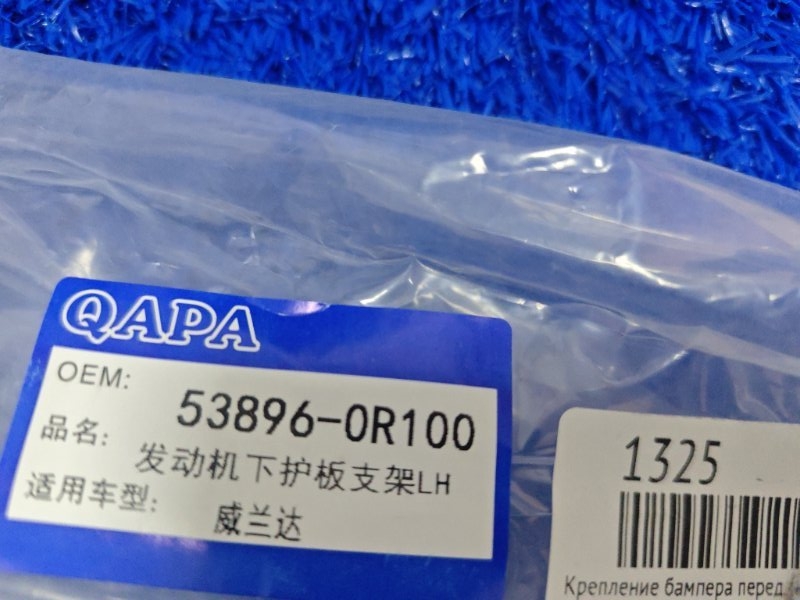 QAPA
OEM: 53896-0R100
品名: 发动机下护板支架LH
适用车型: 威兰达
1325
Крепление бампера перед